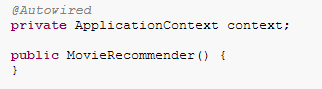 @Autowired
private ApplicationContext context;
public MovieRecommender() {
}